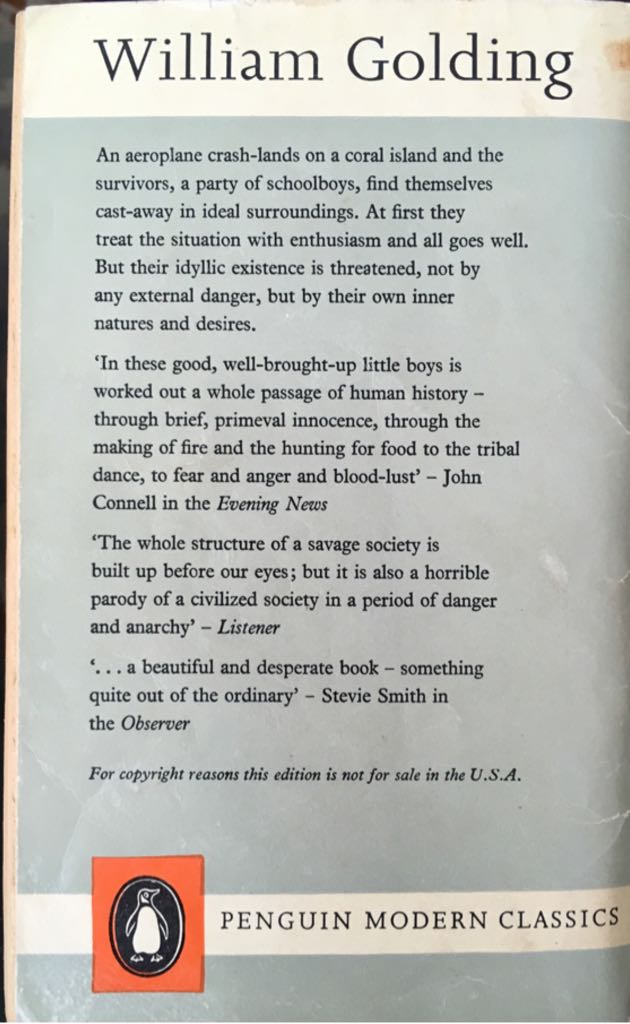 William Golding
An aeroplane crash-lands on a coral island and the
survivors, a party of schoolboys, find themselves
cast-away in ideal surroundings. At first they
treat the situation with enthusiasm and all goes well.
But their idyllic existence is threatened, not by
any external danger, but by their own inner
natures and desires.
‘In these good, well-brought-up little boys is
worked out a whole passage of human history –
through brief, primeval innocence, through the
making of fire and the hunting for food to the tribal
dance, to fear and anger and blood-lust’ – John
Connell in the Evening News
‘The whole structure of a savage society is
built up before our eyes; but it is also a horrible
parody of a civilized society in a period of danger
and anarchy’ – Listener
‘... a beautiful and desperate book – something
quite out of the ordinary’ – Stevie Smith in
the Observer
For copyright reasons this edition is not for sale in the U.S.A.
PENGUIN MODERN CLASSICS